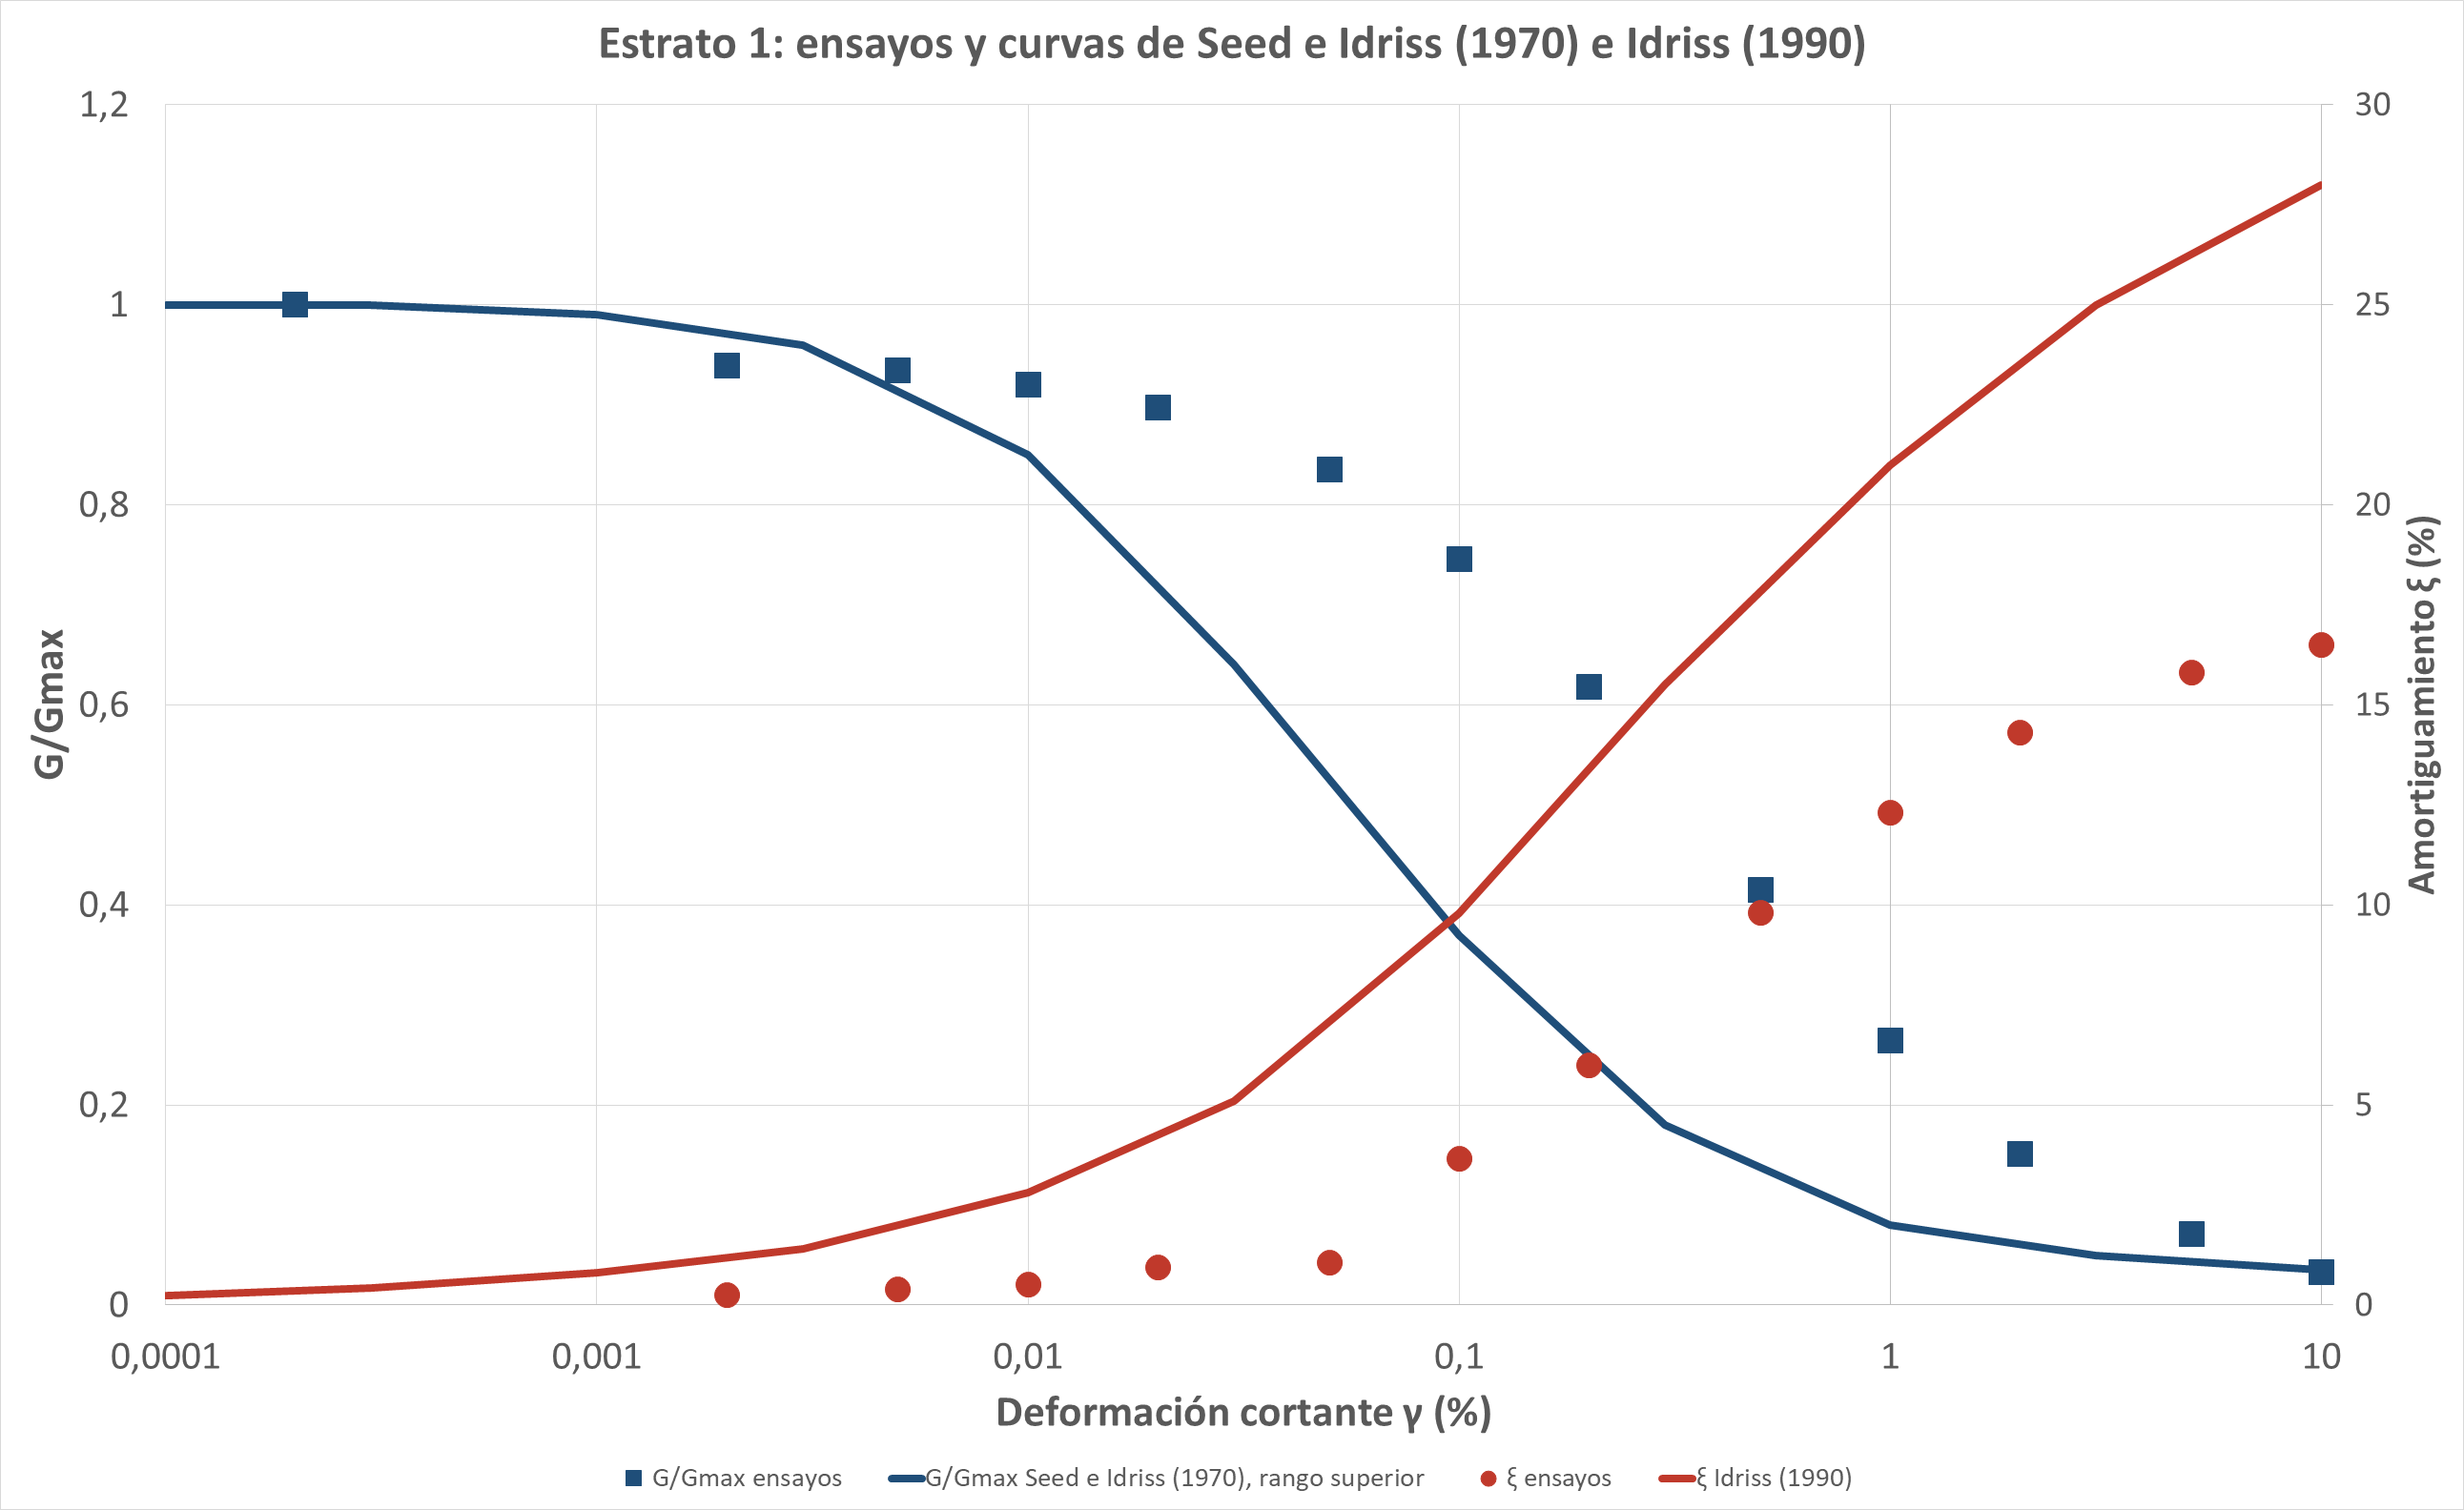 Estrato 1: ensayos y curvas de Seed e Idriss (1970) e Idriss (1990)
1,2
1
0,8
0,6
0,4
0,2
0
G/Gmax
30
25
20
15
10
5
0
Amortiguamiento ξ (%)
0,0001
0,001
0,01
0,1
1
10
Deformación cortante γ (%)
G/Gmax ensayos
G/Gmax Seed e Idriss (1970), rango superior
ξ ensayos
ξ Idriss (1990)